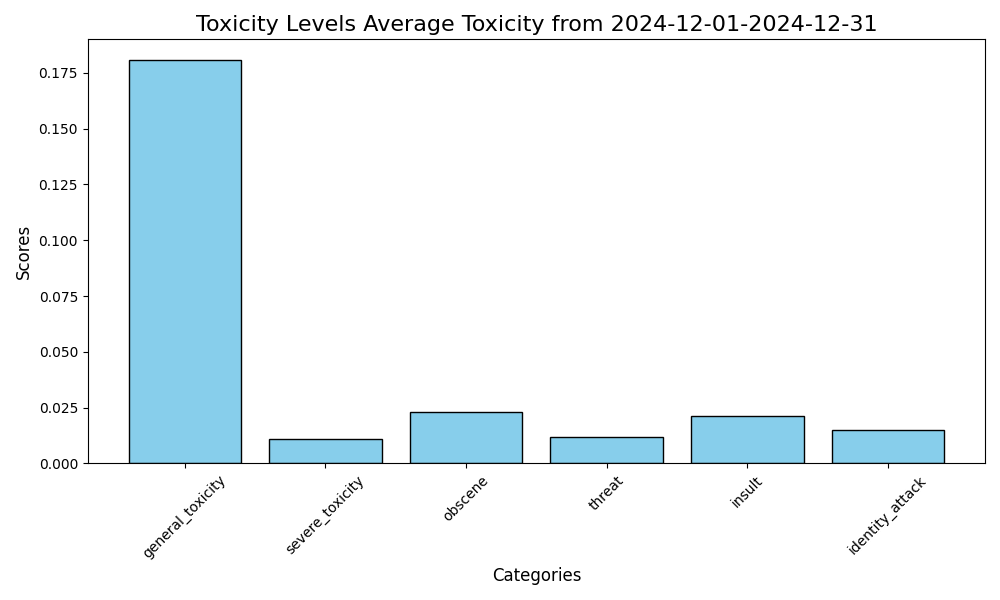 Toxicity Levels Average Toxicity from 2024-12-01-2024-12-31
Scores
0.175
0.150
0.125
0.100
0.075
0.050
0.025
0.000
general_toxicity
severe_toxicity
obscene
threat
insult
identity_attack
Categories